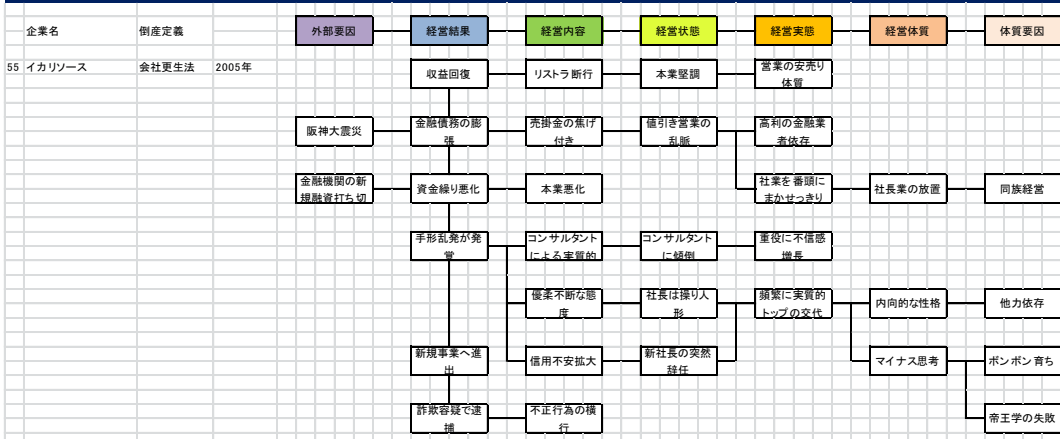 企業名 倒産定義 外部要因 経営結果 経営内容 経営状態 経営実態 経営体質 体質要因
55 イカリソース 会社更生法 2005年
収益回復
リストラ断行
本業堅調
営業の安売り
体質
阪神大震災
金融債務の膨
張
売掛金の焦げ
付き
値引き営業の
乱脈
高利の金融業
者依存
金融機関の新
規融資打ち切
資金繰り悪化
本業悪化
社業を番頭に
まかせっきり
社長業の放置
同族経営
手形乱発が発
覚
コンサルタント
による実質的
コンサルタント
に傾倒
重役に不信感
増長
優柔不断な態
度
社長は操り人
形
頻繁に実質的
トップの交代
内向的な性格
他力依存
新規事業へ進
出
信用不安拡大
新社長の突然
辞任
マイナス思考
ボンボン育ち
詐欺容疑で逮
捕
不正行為の横
行
帝王学の失敗